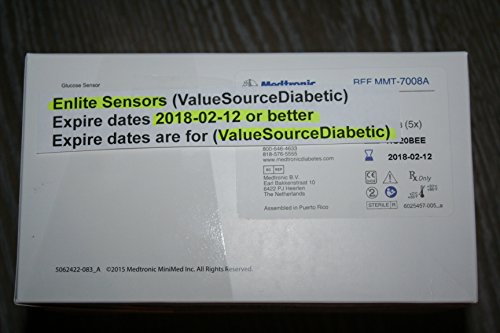 Glucose Sensor
Medtronic
REF MMT-7008A
Enlite Sensors (ValueSourceDiabetic)
Expire dates 2018-02-12 or better
Expire dates are for (ValueSourceDiabetic)
(5x)
20BEE
800-646-4633
818-576-5555
www.medtronicdiabetes.com
2018-02-12
EC REP
Medtronic B.V.
Earl Bakkenstraat 10
6422 PJ Heerlen
The Netherlands
Rx Only
Assembled in Puerto Rico
STERILE R
6025457-005_a
5062422-083_A ©2015 Medtronic MiniMed Inc. All Rights Reserved.